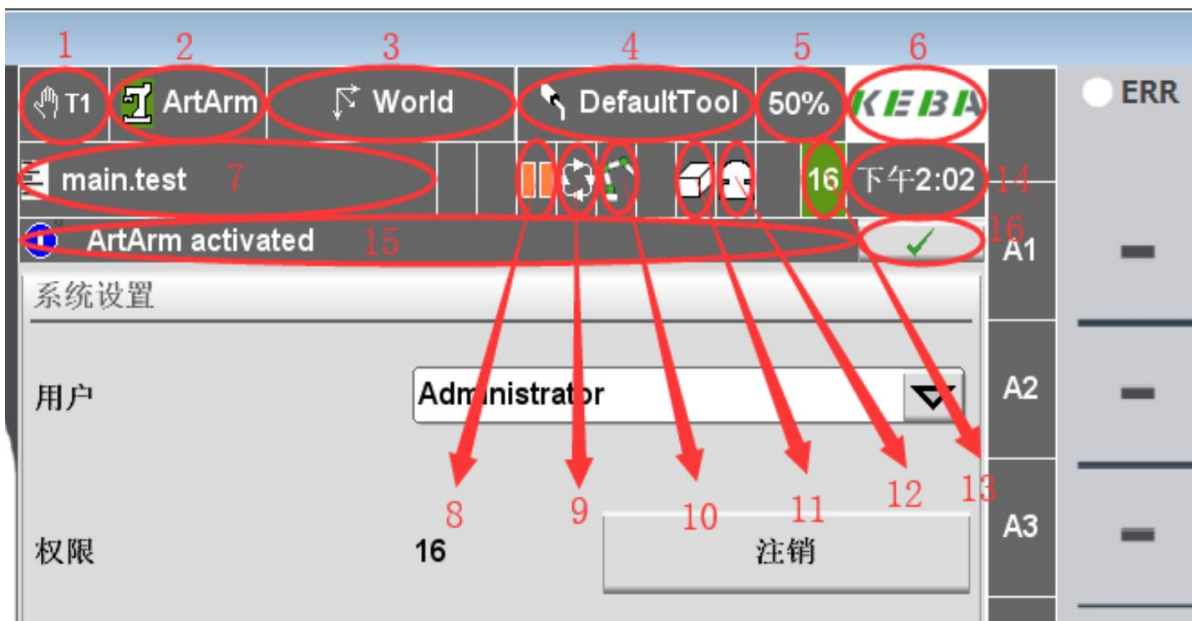 1 2 3 4 5 6
T1 ArtArm World DefaultTool 50% KEBA ERR
main.test 7 16 下午2:02 14
ArtArm activated 15 16 A1
系统设置
用户 Administrator A2
8 9 10 11 12 13
权限 16 注销 A3